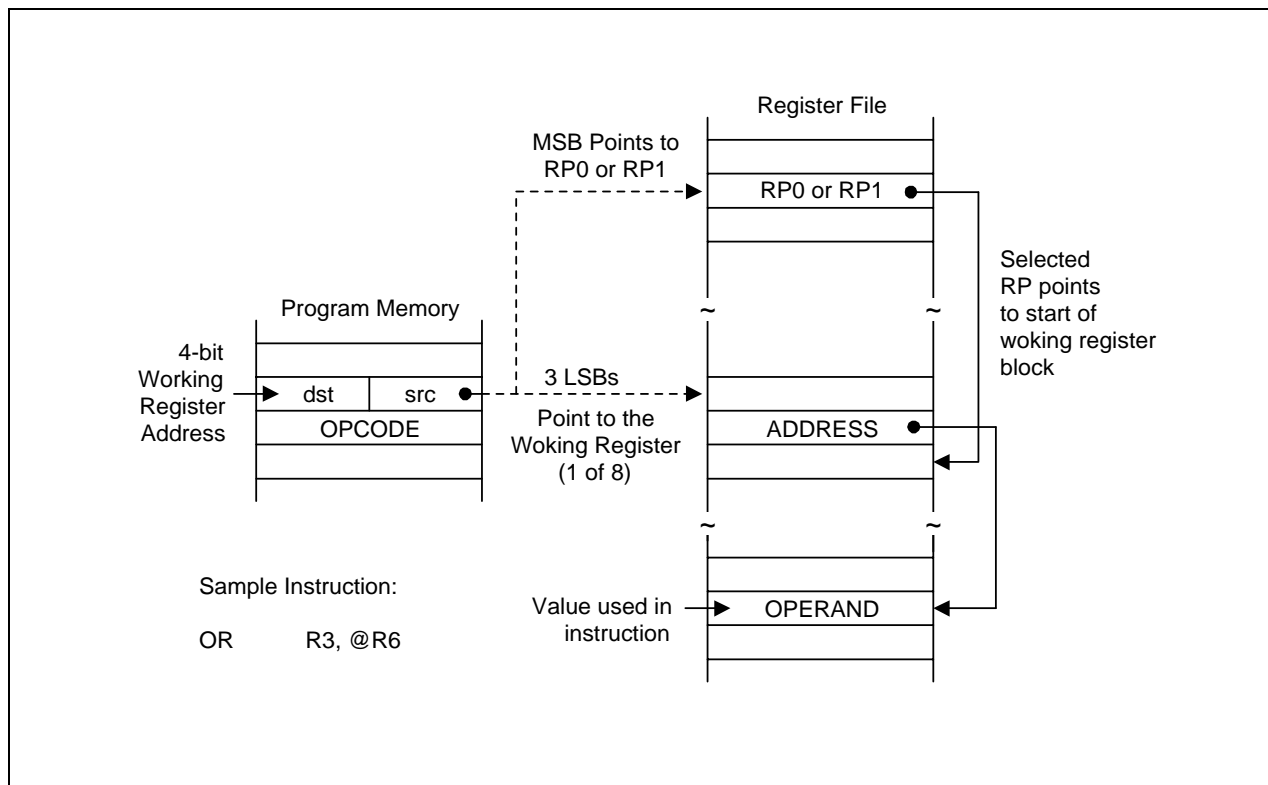 Register File
MSB Points to
RP0 or RP1
RP0 or RP1
Selected
RP points
to start of
woking register
block
~ ~
Program Memory
4-bit
Working
Register
Address
dst src
OPCODE
3 LSBs
Point to the
Woking Register
(1 of 8)
ADDRESS
~ ~
Sample Instruction:
OR R3, @R6
Value used in
instruction
OPERAND